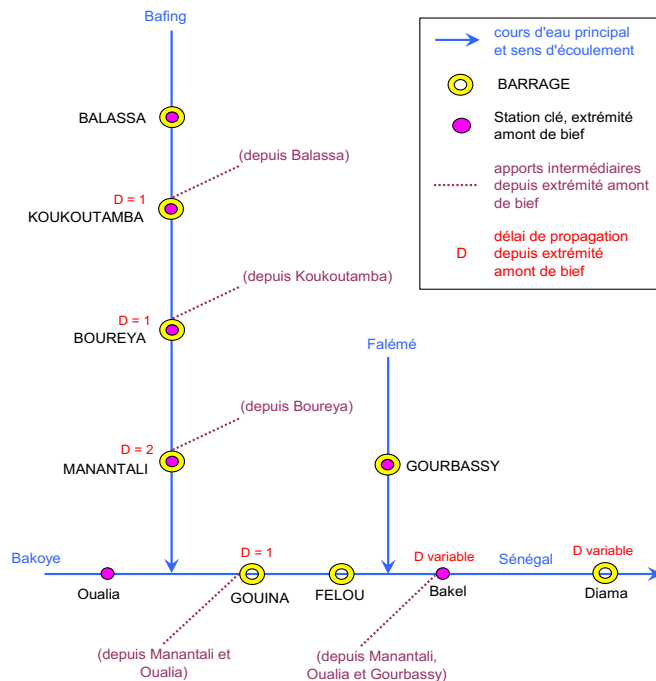 Bafing
cours d'eau principal
et sens d'écoulement
BARRAGE
BALASSA
Station clé, extrémité
amont de bief
(depuis Balassa)
apports intermédiaires
depuis extrémité amont
de bief
D = 1
KOUKOUTAMBA
D
délai de propagation
depuis extrémité
amont de bief
(depuis Koukoutamba)
D = 1
BOUREYA
Falémé
(depuis Boureya)
D = 2
MANANTALI
GOURBASSY
Bakoye
D = 1
D variable
Sénégal
D variable
Oualia
GOUINA
FELOU
Bakel
Diama
(depuis Manantali et
Oualia)
(depuis Manantali,
Oualia et Gourbassy)